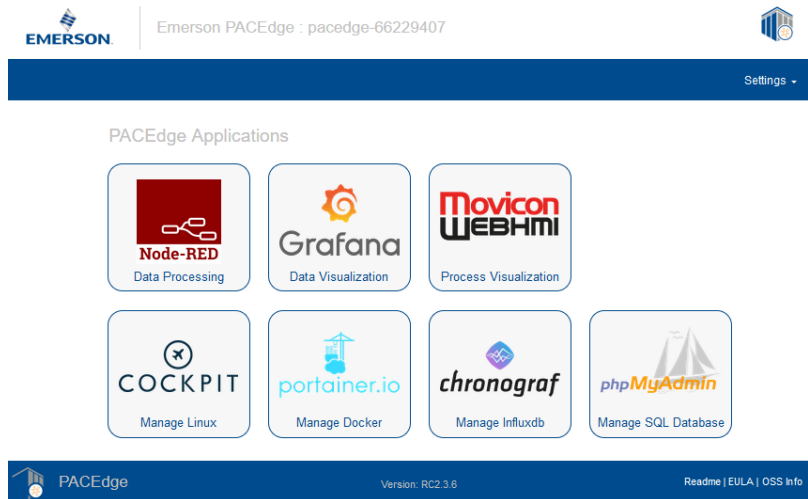 EMERSON.
Emerson PACEdge : pacedge-66229407
Settings
PACEdge Applications
Node-RED
Data Processing
Grafana
Data Visualization
Movicon
WEBHMI
Process Visualization
COCKPIT
Manage Linux
portainer.io
Manage Docker
chronograf
Manage Influxdb
phpMyAdmin
Manage SQL Database
PACEdge
Version: RC2.3.6
Readme | EULA | OSS Info